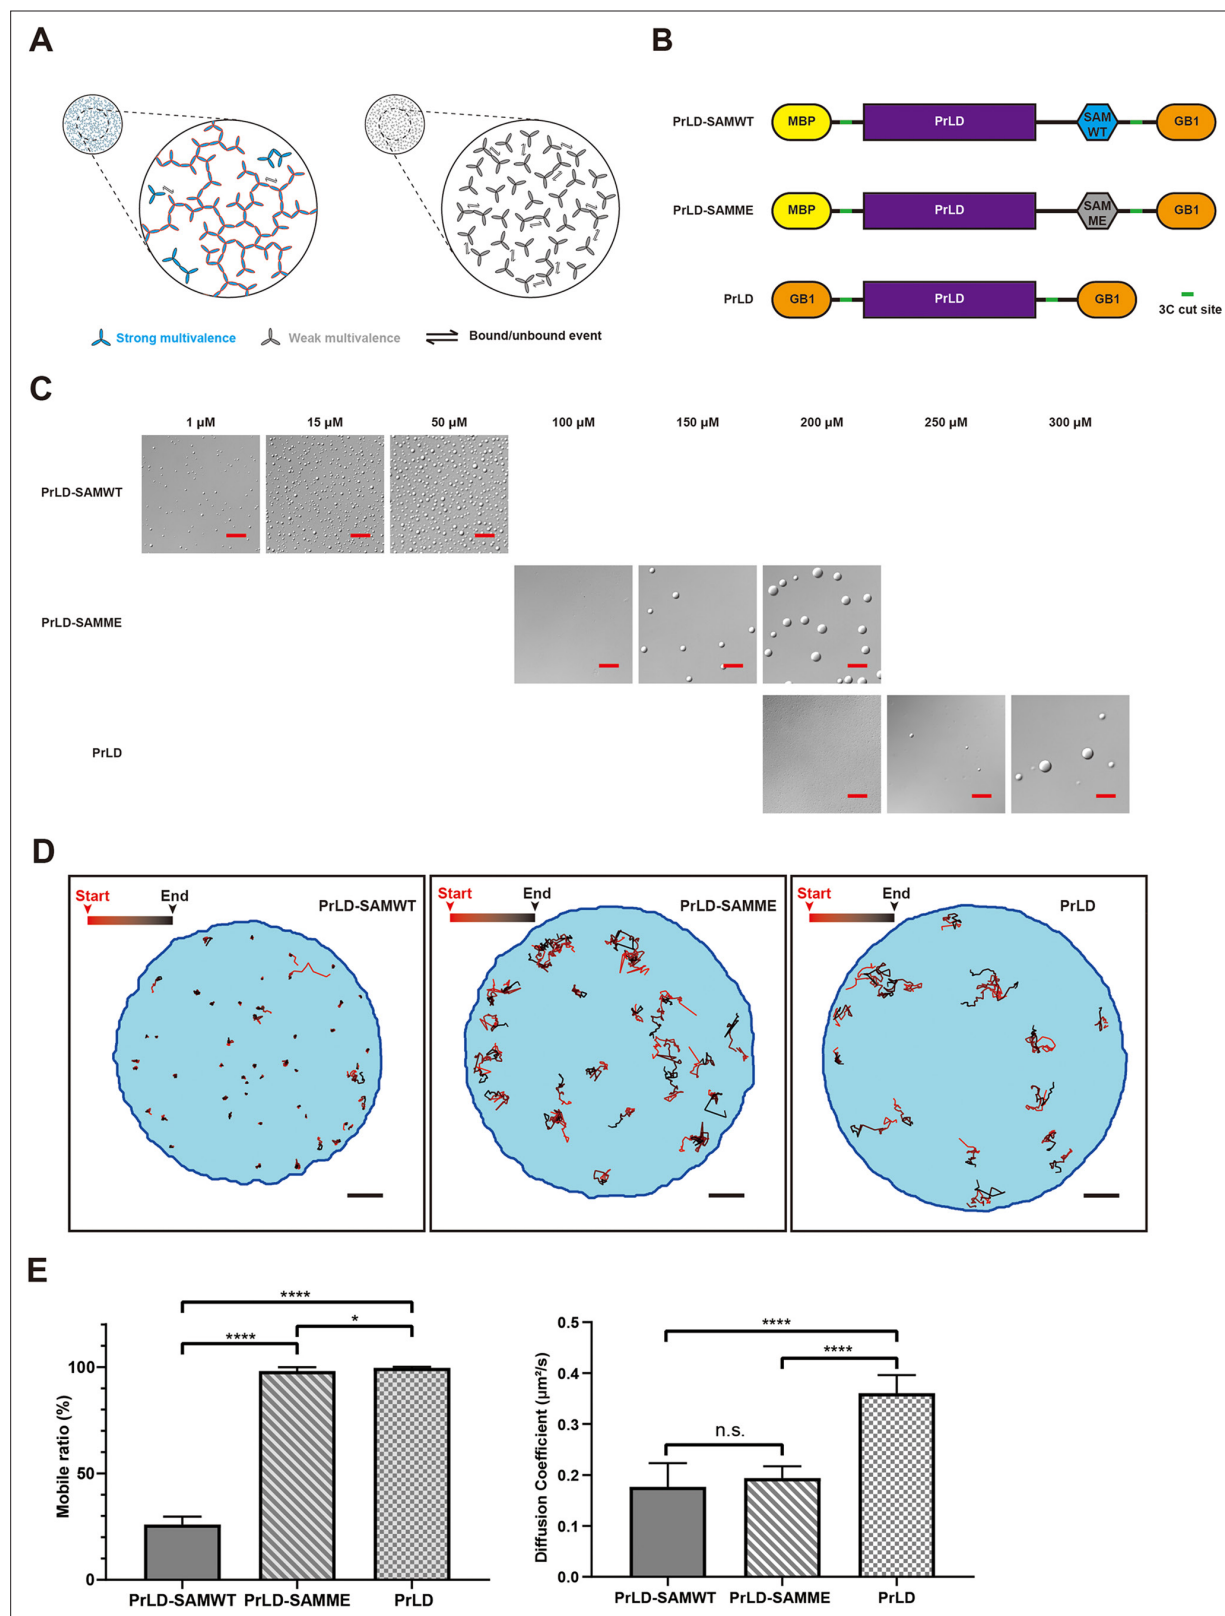 A
Strong multivalence
Weak multivalence
Bound/unbound event
B
PrLD-SAMWT
MBP
PrLD
SAM
WT
GB1
PrLD-SAMME
MBP
PrLD
SAM
ME
GB1
PrLD
GB1
PrLD
GB1
3C cut site
C
1 µM 15 µM 50 µM 100 µM 150 µM 200 µM 250 µM 300 µM
PrLD-SAMWT
PrLD-SAMME
PrLD
D
Start End
PrLD-SAMWT
Start End
PrLD-SAMME
Start End
PrLD
E
Mobile ratio (%)
100
50
0
****
****
*
PrLD-SAMWT PrLD-SAMME PrLD
Diffusion Coefficient (µm²/s)
0.5
0.4
0.3
0.2
0.1
0.0
****
****
n.s.
PrLD-SAMWT PrLD-SAMME PrLD